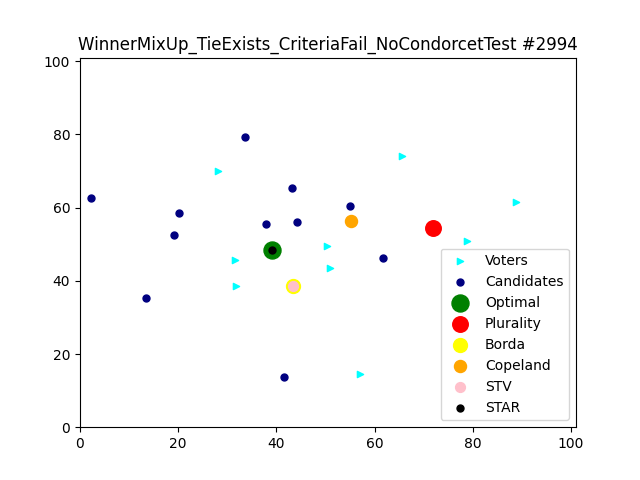 WinnerMixUp_TieExists_CriteriaFail_NoCondorcetTest #2994
100
80
60
40
20
0
0 20 40 60 80 100
Voters
Candidates
Optimal
Plurality
Borda
Copeland
STV
STAR